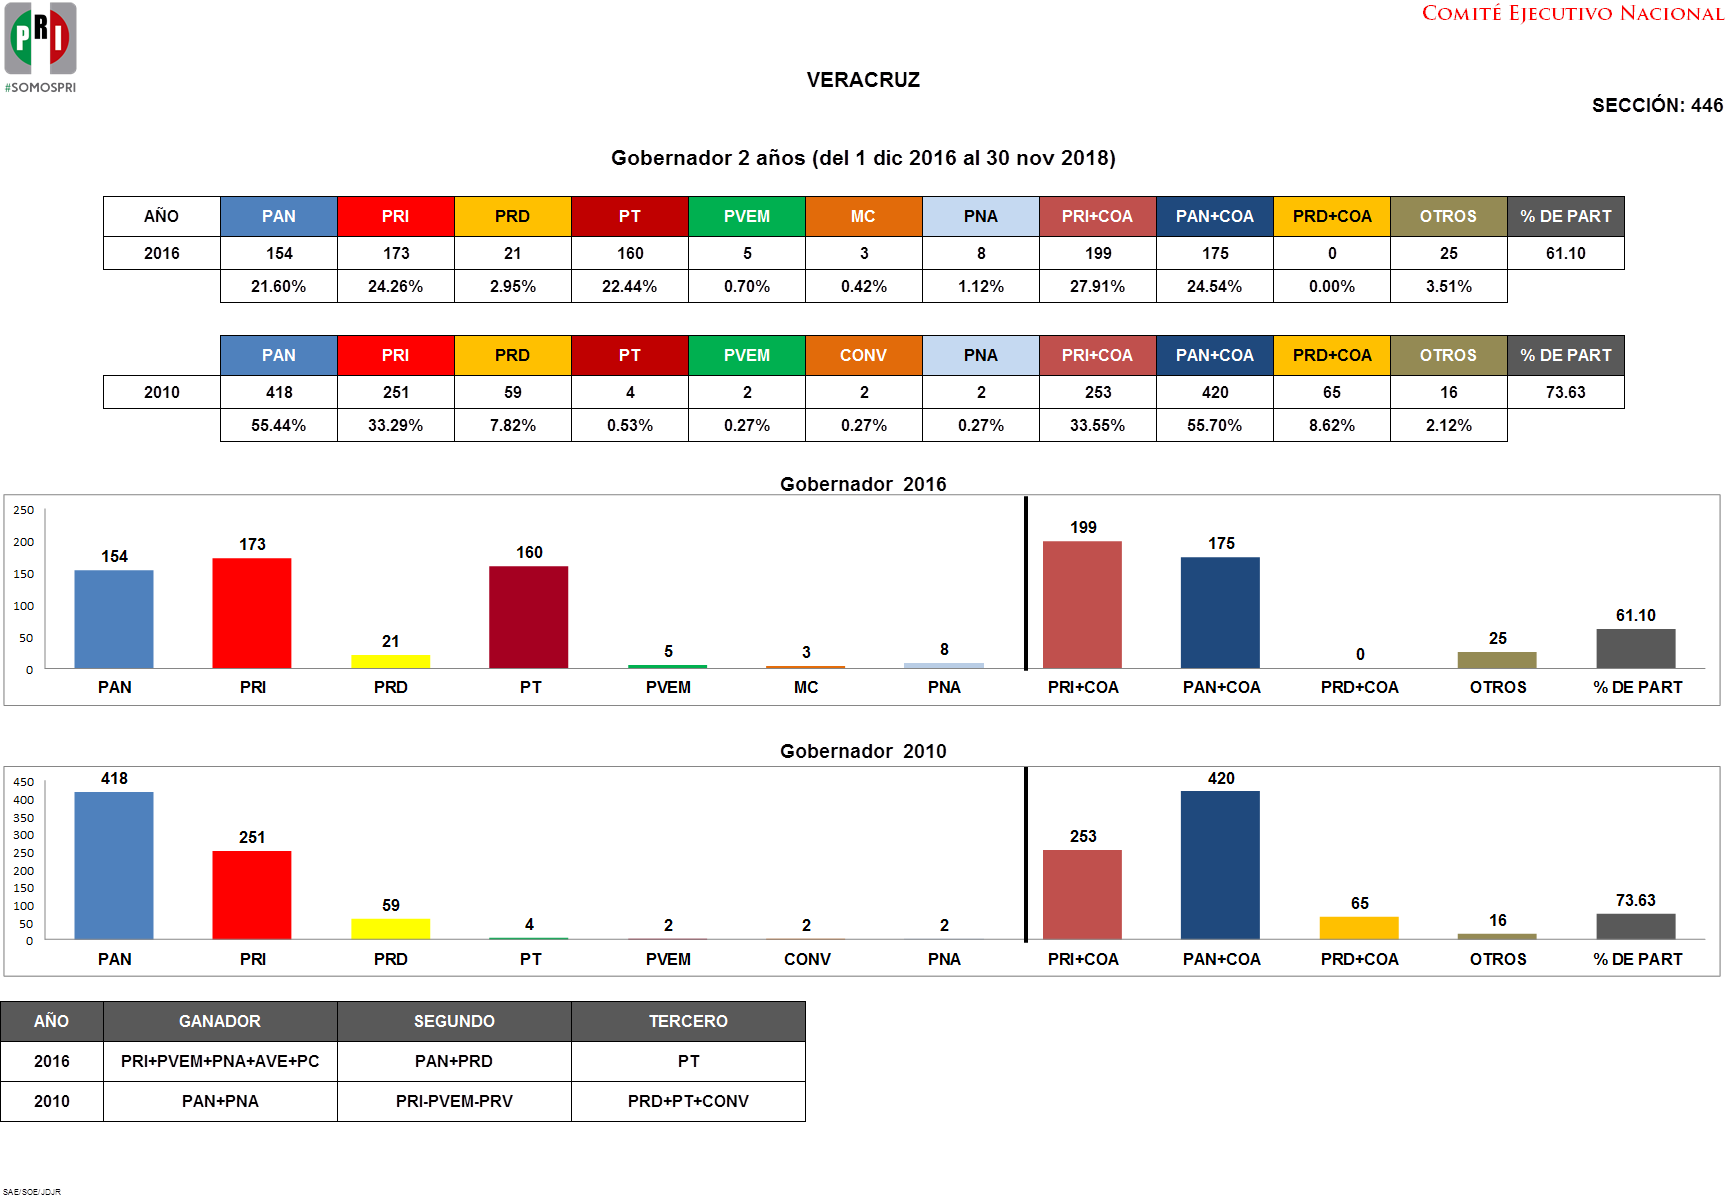 PRI
#SOMOSPRI
COMITÉ EJECUTIVO NACIONAL
VERACRUZ
SECCIÓN: 446
Gobernador 2 años (del 1 dic 2016 al 30 nov 2018)
AÑO PAN PRI PRD PT PVEM MC PNA PRI+COA PAN+COA PRD+COA OTROS % DE PART
2016 154 173 21 160 5 3 8 199 175 0 25 61.10
21.60% 24.26% 2.95% 22.44% 0.70% 0.42% 1.12% 27.91% 24.54% 0.00% 3.51%
PAN PRI PRD PT PVEM CONV PNA PRI+COA PAN+COA PRD+COA OTROS % DE PART
2010 418 251 59 4 2 2 2 253 420 65 16 73.63
55.44% 33.29% 7.82% 0.53% 0.27% 0.27% 0.27% 33.55% 55.70% 8.62% 2.12%
Gobernador 2016
250
200
150
100
50
0
154 173 21 160 5 3 8 199 175 0 25 61.10
PAN PRI PRD PT PVEM MC PNA PRI+COA PAN+COA PRD+COA OTROS % DE PART
Gobernador 2010
450
400
350
300
250
200
150
100
50
0
418 251 59 4 2 2 2 253 420 65 16 73.63
PAN PRI PRD PT PVEM CONV PNA PRI+COA PAN+COA PRD+COA OTROS % DE PART
AÑO GANADOR SEGUNDO TERCERO
2016 PRI+PVEM+PNA+AVE+PC PAN+PRD PT
2010 PAN+PNA PRI-PVEM-PRV PRD+PT+CONV
SAE/SOE/JDJR